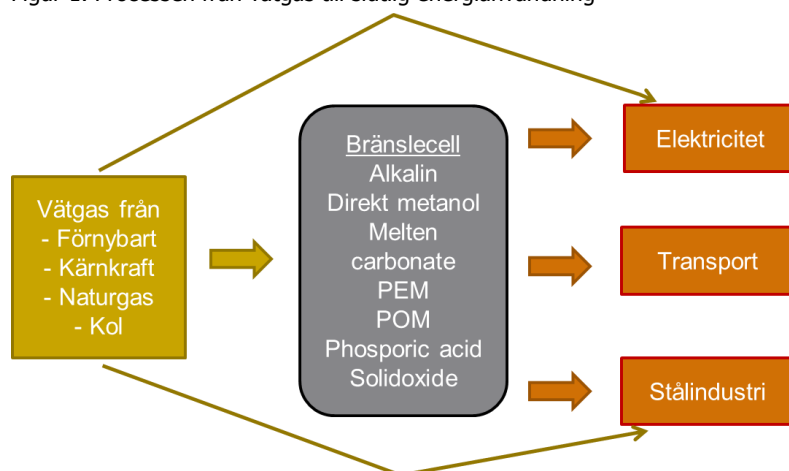 Vätgas från
- Förnybart
- Kärnkraft
- Naturgas
- Kol
Bränslecell
Alkalin
Direkt metanol
Melten
carbonate
PEM
POM
Phosporic acid
Solidoxide
Elektricitet
Transport
Stålindustri